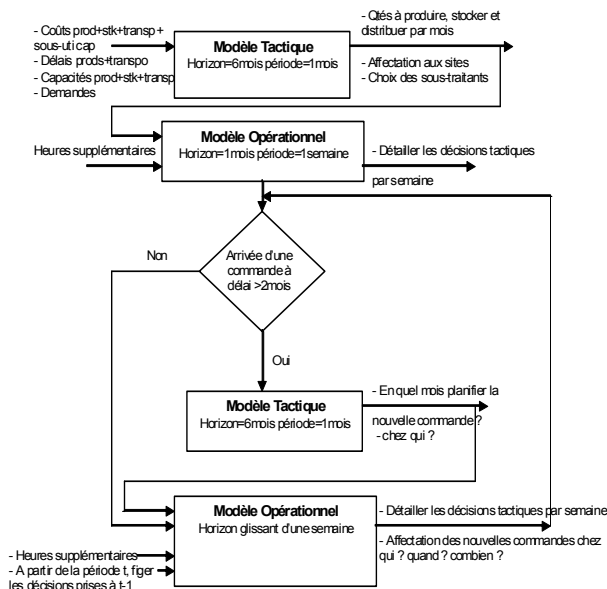 - Coûts prod+stk+transp +
sous-uti cap
- Délais prods+transpo
- Capacités prod+stk+transp
- Demandes
Modèle Tactique
Horizon=6mois période=1mois
- Qtés à produire, stocker et
distribuer par mois
- Affectation aux sites
- Choix des sous-traitants
Heures supplémentaires
Modèle Opérationnel
Horizon=1mois période=1semaine
- Détailler les décisions tactiques
par semaine
Non
Arrivée d'une
commande à
délai >2mois
Oui
Modèle Tactique
Horizon=6mois période=1mois
- En quel mois planifier la
nouvelle commande ?
- chez qui ?
Modèle Opérationnel
Horizon glissant d'une semaine
- Détailler les décisions tactiques par semaine
- Affectation des nouvelles commandes chez
qui ? quand ? combien ?
- Heures supplémentaires
- A partir de la période t, figer
les décisions prises à t-1